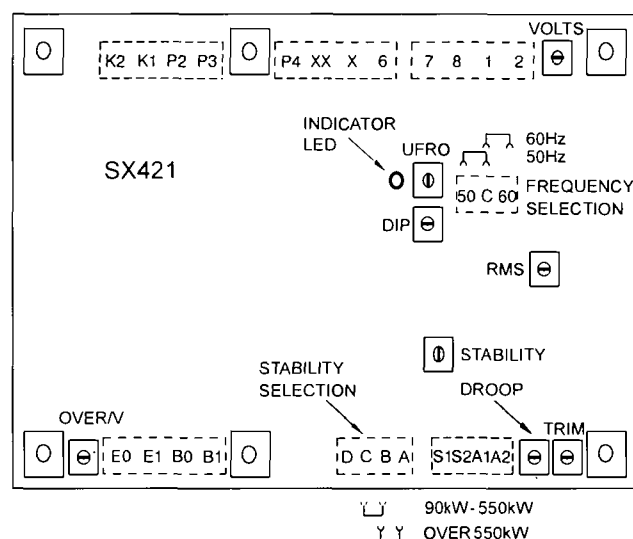 VOLTS
K2 K1 P2 P3 P4 XX X 6 7 8 1 2
INDICATOR
LED
UFRO
60Hz
50Hz
SX421
50 C 60
FREQUENCY
SELECTION
DIP
RMS
STABILITY
STABILITY
SELECTION
DROOP
OVER/V
TRIM
E0 E1 B0 B1 D C B A S1S2A1A2
90kW-550kW
OVER 550kW